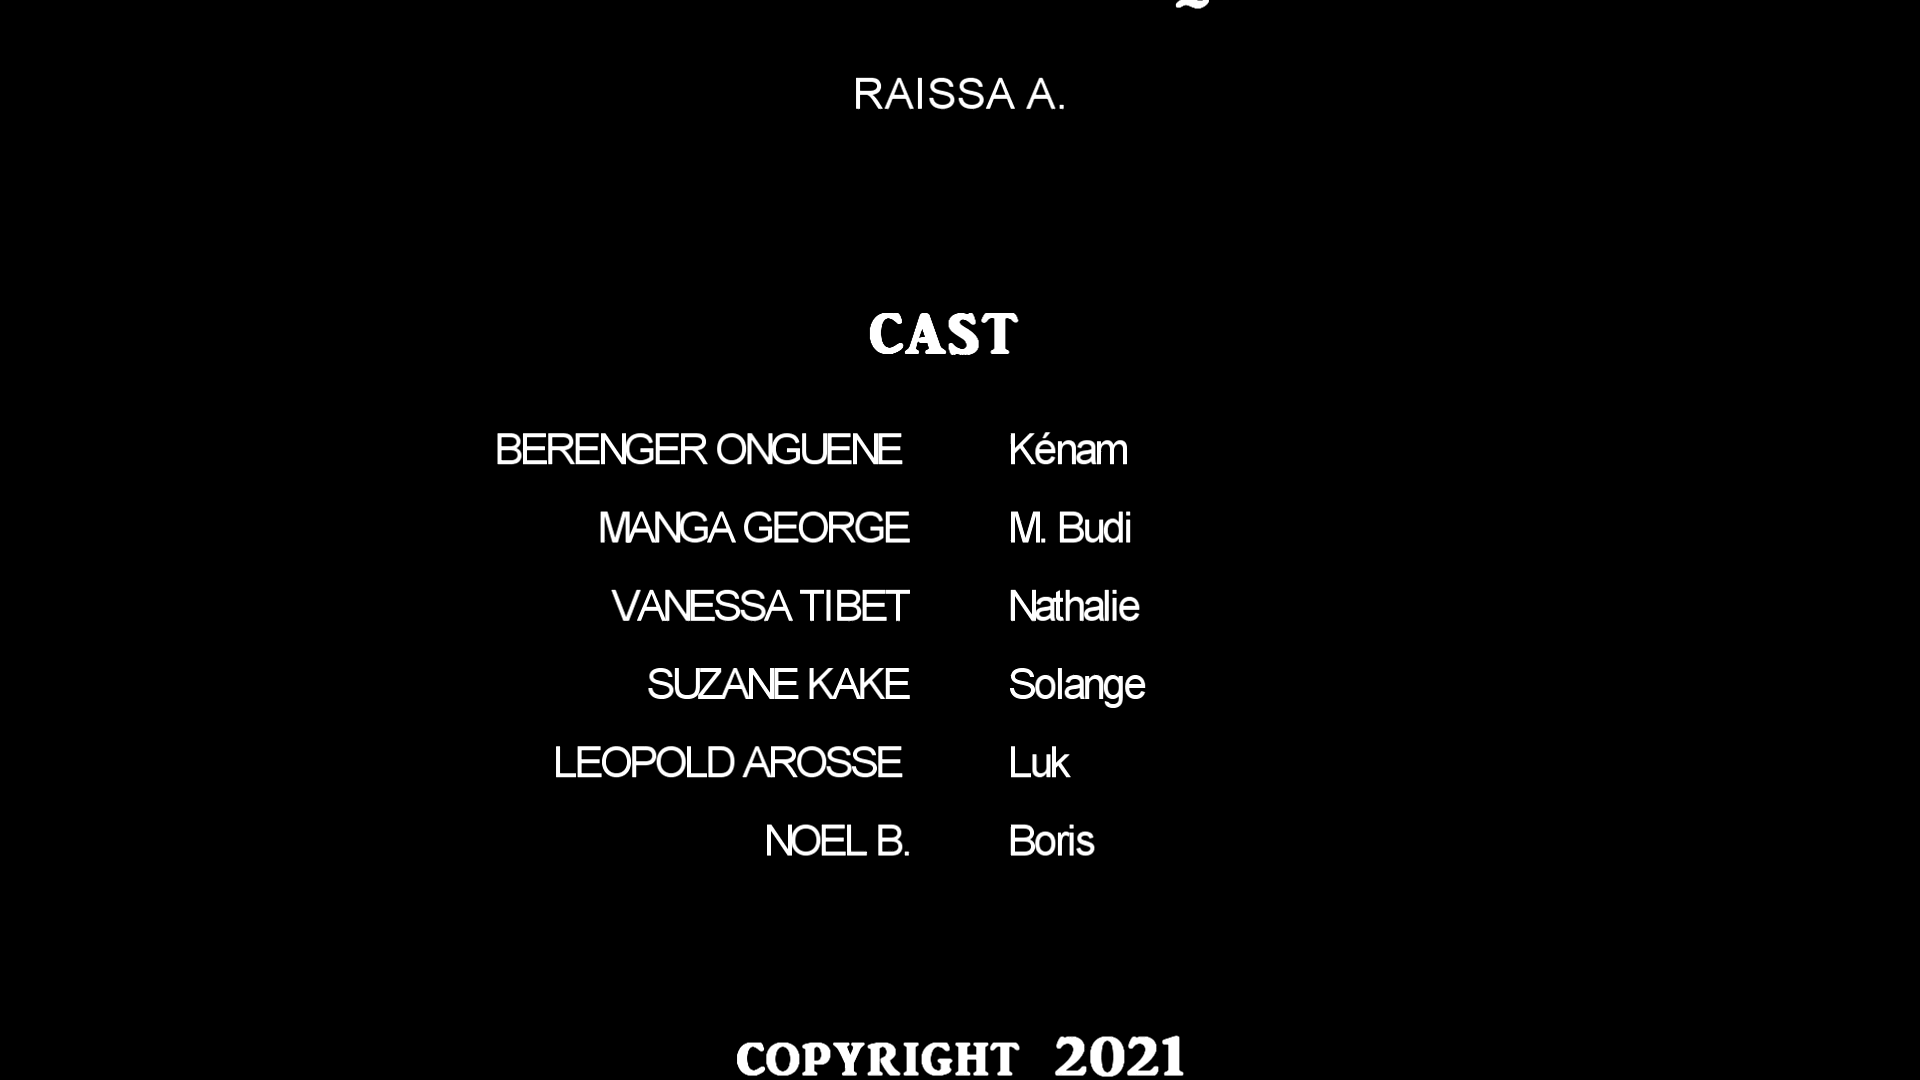 RAISSA A.
CAST
BERENGER ONGUENE Kénam
MANGA GEORGE M. Budi
VANESSA TIBET Nathalie
SUZANE KAKE Solange
LEOPOLD AROSSE Luk
NOEL B. Boris
COPYRIGHT 2021